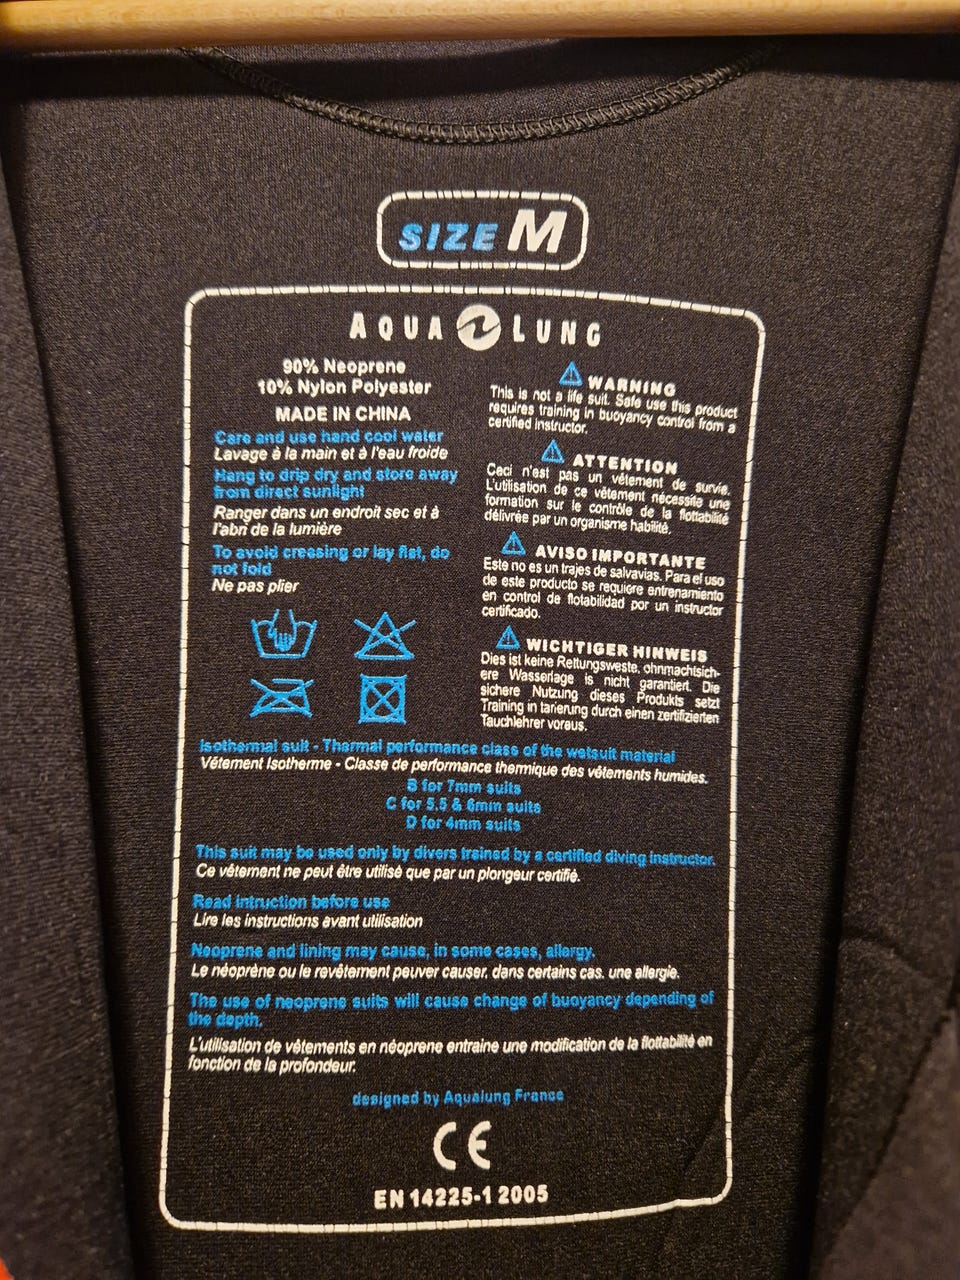 SIZE M
AQUA LUNG
90% Neoprene
10% Nylon Polyester
MADE IN CHINA
Care and use hand cool water
Lavage à la main et à l'eau froide
Hang to drip dry and store away
from direct sunlight
Ranger dans un endroit sec et à
l'abri de la lumière
To avoid creasing or lay flat, do
not fold
Ne pas plier
WARNING
This is not a life suit. Safe use this product
requires training in buoyancy control from a
certified instructor.
ATTENTION
Ceci n'est pas un vêtement de survie.
L'utilisation de ce vêtement nécessite une
formation sur le contrôle de la flottabilité
délivrée par un organisme habilité.
AVISO IMPORTANTE
Este no es un trajes de salvavias. Para el uso
de este producto se requiere entrenamiento
en control de flotabilidad por un instructor
certificado.
WICHTIGER HINWEIS
Dies ist keine Rettungsweste, ohnmachtsich-
ere Wasserlage is nicht garantiert. Die
sichere Nutzung dieses Produkts setzt
Training in tarierung durch einen zertifizierten
Tauchlehrer voraus.
Isothermal suit - Thermal performance class of the wetsuit material
Vêtement Isotherme - Classe de performance thermique des vêtements humides.
B for 7mm suits
C for 5.5 & 6mm suits
D for 4mm suits
This suit may be used only by divers trained by a certified diving instructor.
Ce vêtement ne peut être utilisé que par un plongeur certifié.
Read intruction before use
Lire les instructions avant utilisation
Neoprene and lining may cause, in some cases, allergy.
Le néoprène ou le revêtement peuver causer, dans certains cas, une allergie.
The use of neoprene suits will cause change of buoyancy depending of
the depth.
L'utilisation de vêtements en néoprene entraine une modification de la flottabilité en
fonction de la profondeur.
designed by Aqualung France
CE
EN 14225-1 2005